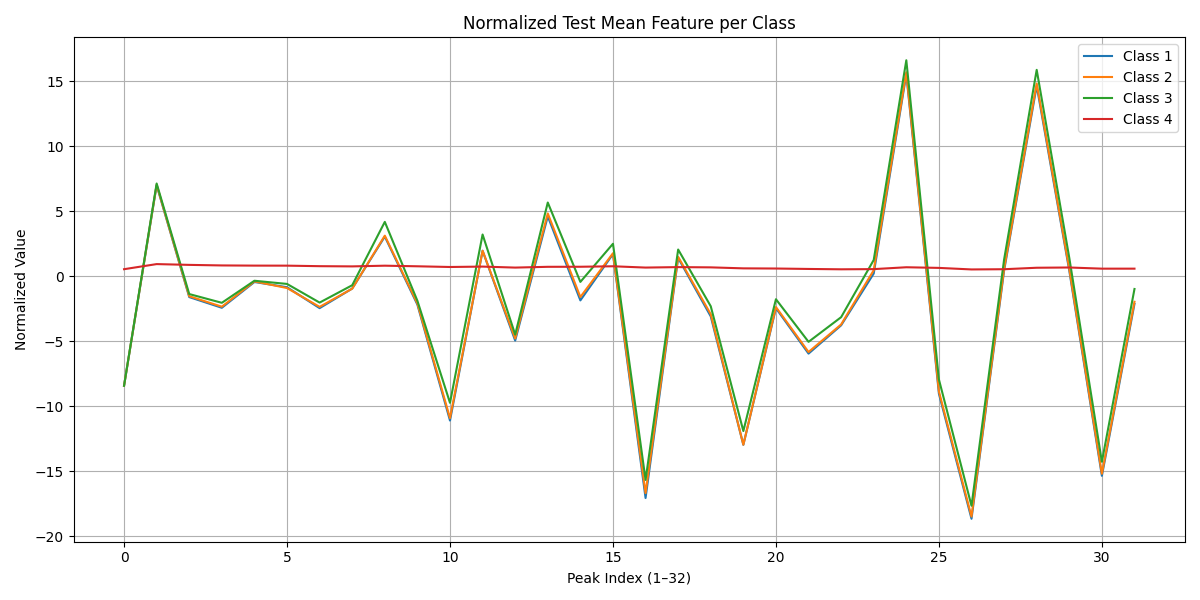 Normalized Test Mean Feature per Class
Class 1
Class 2
Class 3
Class 4
Normalized Value
15
10
5
0
−5
−10
−15
−20
0 5 10 15 20 25 30
Peak Index (1–32)